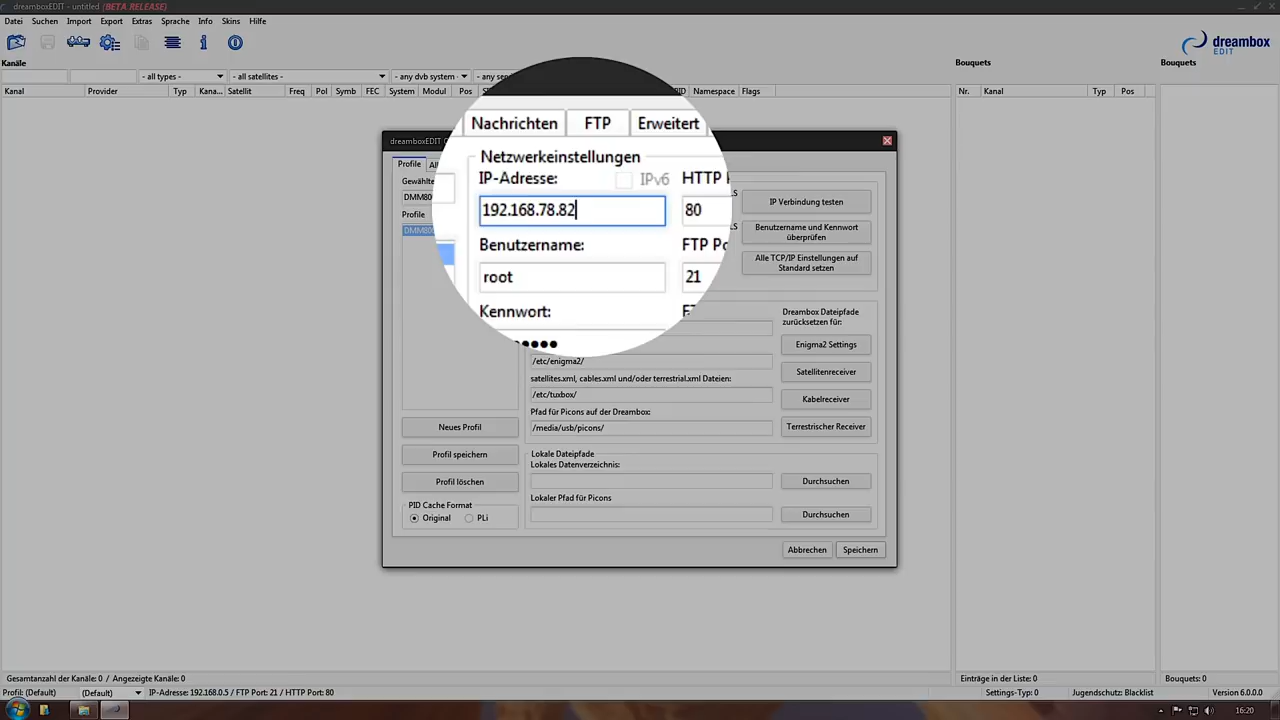 dreamboxEDIT - untitled (BETA RELEASE)
Datei Suchen Import Export Extras Sprache Info Skins Hilfe
dreambox
EDIT
Kanäle
Bouquets
Bouquets
- all types - - all satellites - - any dvb system -
Kanal Provider Typ Kana... Satellit Freq Pol Symb FEC System Modul Pos Namespace Flags
Nr. Kanal Typ Pos
dreamboxEDIT
Profile
Nachrichten FTP Erweitert
Netzwerkeinstellungen
IP-Adresse: IPv6 HTTP
192.168.78.82 80
Benutzername:
root 21
Kennwort:
●●●●
DMM80
Profile
DMM80
IP Verbindung testen
Benutzername und Kennwort
überprüfen
Alle TCP/IP Einstellungen auf
Standard setzen
Dreambox Dateipfade
zurücksetzen für:
Enigma2 Settings
/etc/enigma2/
satellites.xml, cables.xml und/oder terrestrial.xml Dateien:
Satellitenreceiver
/etc/tuxbox/
Kabelreceiver
Pfad für Picons auf der Dreambox:
/media/usb/picons/
Terrestrischer Receiver
Neues Profil
Profil speichern
Profil löschen
Lokale Dateipfade
Lokales Datenverzeichnis:
Durchsuchen
Lokaler Pfad für Picons
Durchsuchen
PID Cache Format
Original PLi
Abbrechen Speichern
Gesamtanzahl der Kanäle: 0 / Angezeigte Kanäle: 0
Einträge in der Liste: 0
Bouquets: 0
Profil: (Default) (Default) IP-Adresse: 192.168.0.5 / FTP Port: 21 / HTTP Port: 80
Settings-Typ: 0 Jugendschutz: Blacklist Version 6.0.0.0
16:20